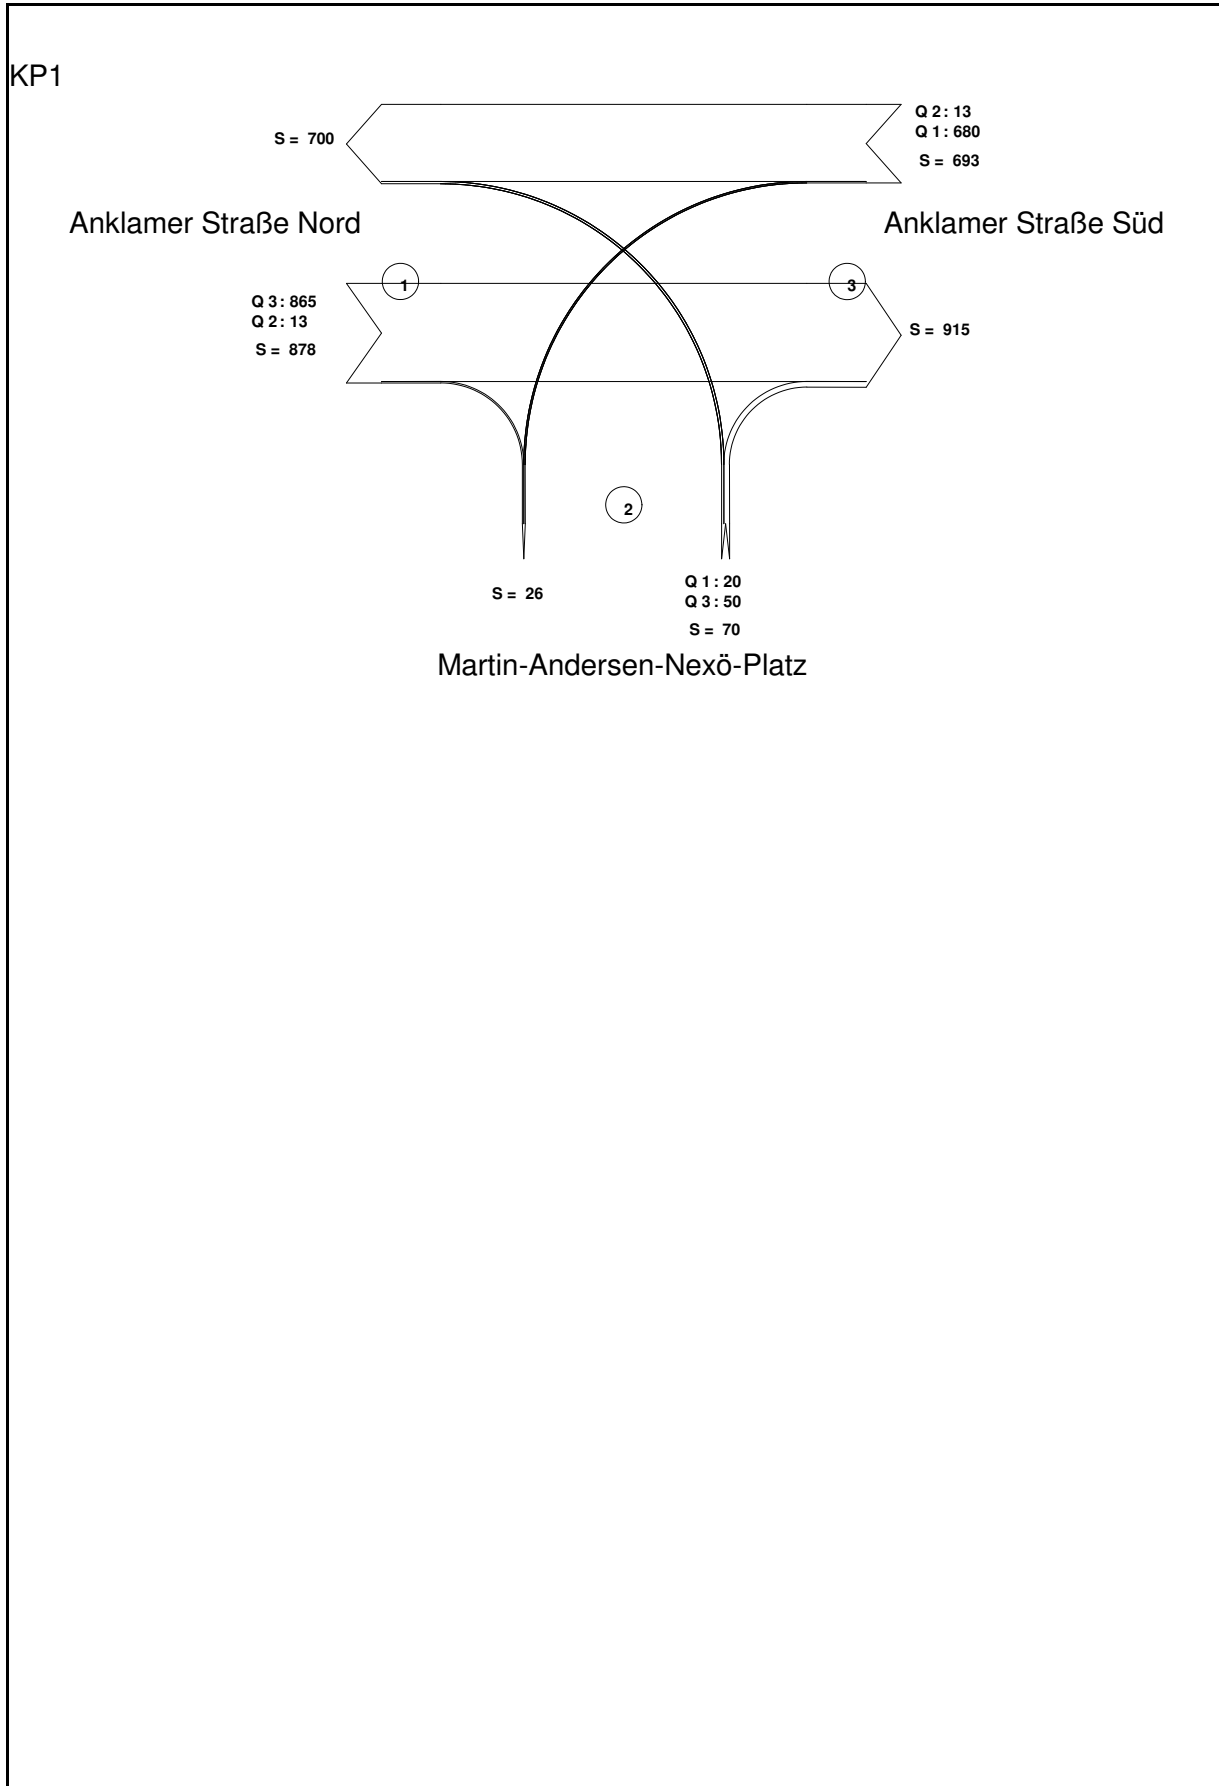 KP1
S = 700
Q 2 : 13
Q 1 : 680
S = 693
Anklamer Straße Nord
Anklamer Straße Süd
1
3
Q 3 : 865
Q 2 : 13
S = 878
S = 915
2
S = 26
Q 1 : 20
Q 3 : 50
S = 70
Martin-Andersen-Nexö-Platz